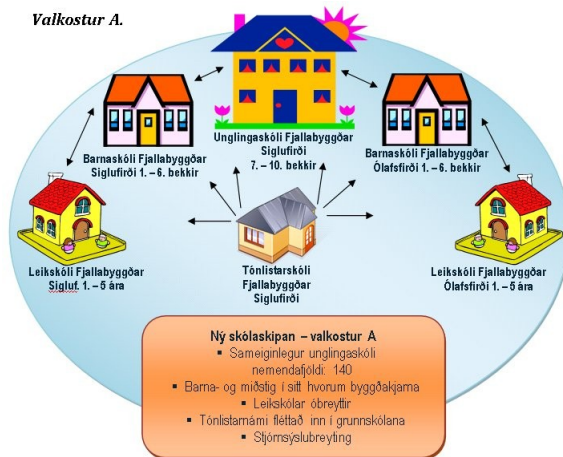 Valkostur A.
Barnaskóli Fjallabyggðar
Siglufirði 1. – 6. bekkir
Unglingaskóli Fjallabyggðar
Siglufirði
7. – 10. bekkir
Barnaskóli Fjallabyggðar
Ólafsfirði 1. – 6. bekkir
Leikskóli Fjallabyggðar
Sigluf. 1. – 5 ára
Tónlistarskóli
Fjallabyggðar
Siglufirði
Leikskóli Fjallabyggðar
Ólafsfirði 1. – 5 ára
Ný skólaskipan – valkostur A
▪ Sameiginlegur unglingaskóli
nemendafjöldi: 140
▪ Barna- og miðstig í sitt hvorum byggðakjarna
▪ Leikskólar óbreyttir
▪ Tónlistarnámi fléttað inn í grunnskólana
▪ Stjórnsýslubreyting